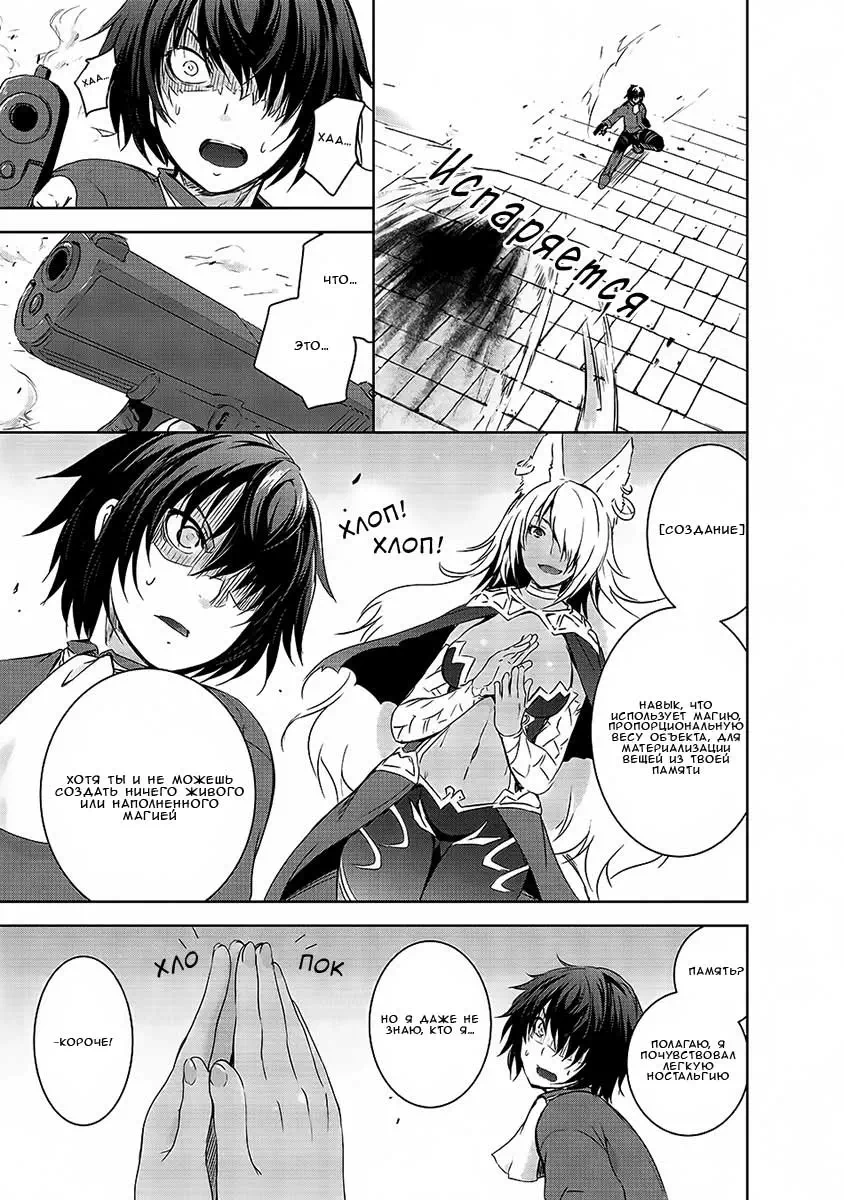 Испаряется
ХАА...
ХАА...
ЧТО...
ЭТО...
[СОЗДАНИЕ]
НАВЫК, ЧТО
ИСПОЛЬЗУЕТ МАГИЮ,
ПРОПОРЦИОНАЛЬНУЮ
ВЕСУ ОБЪЕКТА, ДЛЯ
МАТЕРИАЛИЗАЦИИ
ВЕЩЕЙ ИЗ ТВОЕЙ
ПАМЯТИ
ХЛОП!
ХЛОП!
ХОТЯ ТЫ И НЕ МОЖЕШЬ
СОЗДАТЬ НИЧЕГО ЖИВОГО
ИЛИ НАПОЛНЕННОГО
МАГИЕЙ
ПАМЯТЬ?
ПОЛАГАЮ, Я
ПОЧУВСТВОВАЛ
ЛЕГКУЮ
НОСТАЛЬГИЮ
НО Я ДАЖЕ НЕ
ЗНАЮ, КТО Я...
ХЛО
ПОК
-КОРОЧЕ!